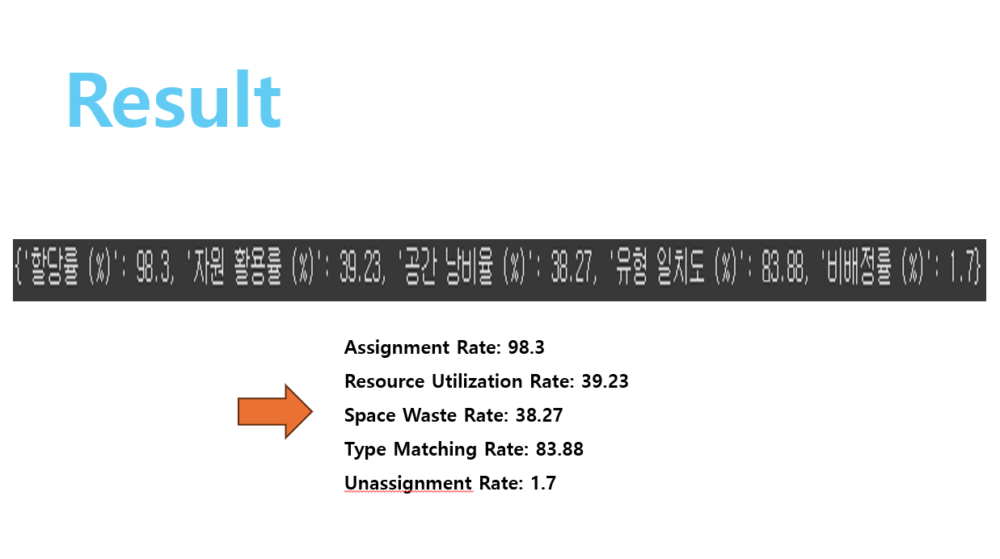 Result
{'할당률 (%)': 98.3, '자원 활용률 (%)': 39.23, '공간 낭비율 (%)': 38.27, '유형 일치도 (%)': 83.88, '비배정률 (%)': 1.7}
Assignment Rate: 98.3
Resource Utilization Rate: 39.23
Space Waste Rate: 38.27
Type Matching Rate: 83.88
Unassignment Rate: 1.7